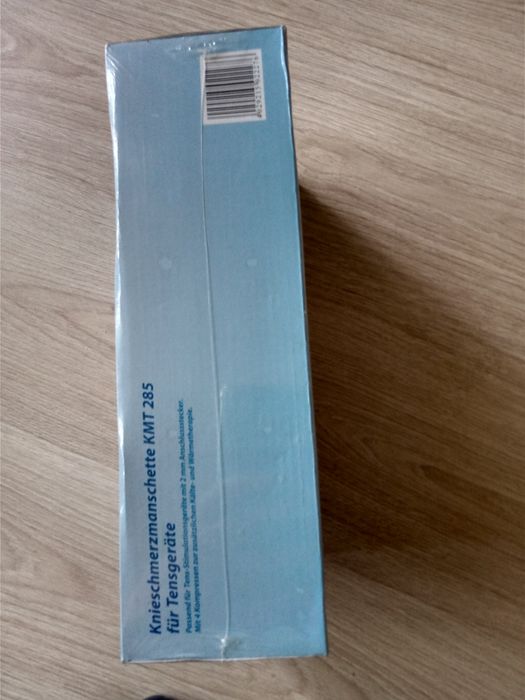 Knieschmerzmanschette KMT 285
für Tensgeräte
Passend für Tens-Stimulationsgeräte mit 2 mm Anschlussstecker.
Mit 4 Kompressen zur zusätzlichen Kälte- und Wärmetherapie.